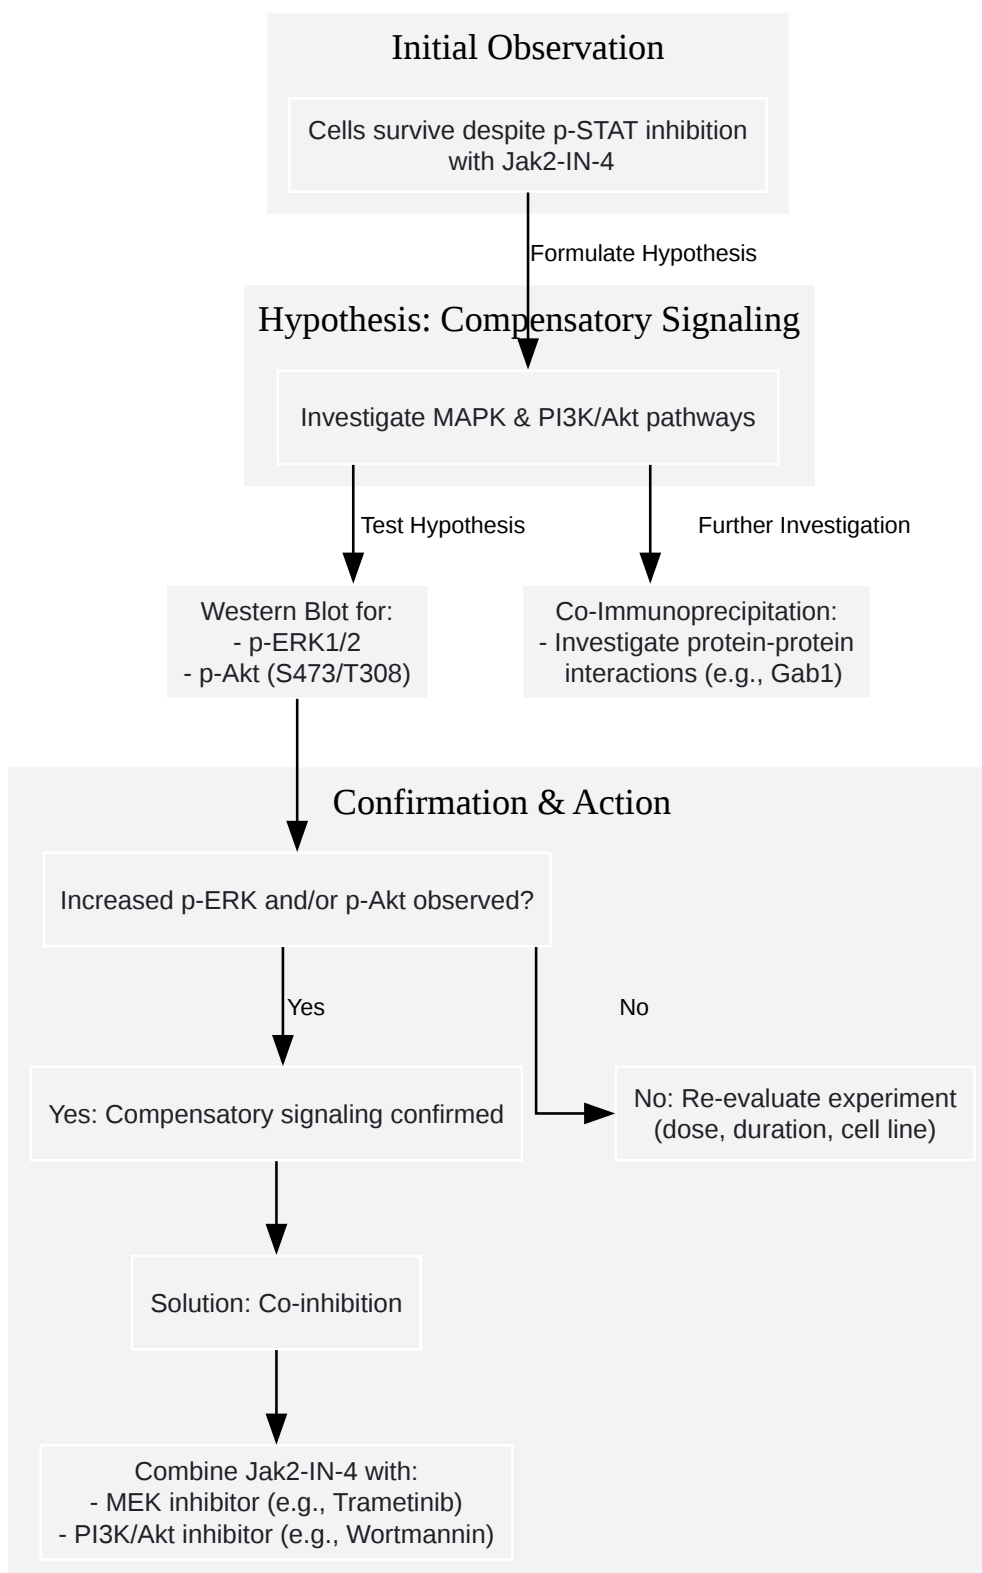 Initial Observation
Cells survive despite p-STAT inhibition
with Jak2-IN-4
Formulate Hypothesis
Hypothesis: Compensatory Signaling
Investigate MAPK & PI3K/Akt pathways
Test Hypothesis
Further Investigation
Western Blot for:
- p-ERK1/2
- p-Akt (S473/T308)
Co-Immunoprecipitation:
- Investigate protein-protein
interactions (e.g., Gab1)
Confirmation & Action
Increased p-ERK and/or p-Akt observed?
Yes
No
Yes: Compensatory signaling confirmed
No: Re-evaluate experiment
(dose, duration, cell line)
Solution: Co-inhibition
Combine Jak2-IN-4 with:
- MEK inhibitor (e.g., Trametinib)
- PI3K/Akt inhibitor (e.g., Wortmannin)